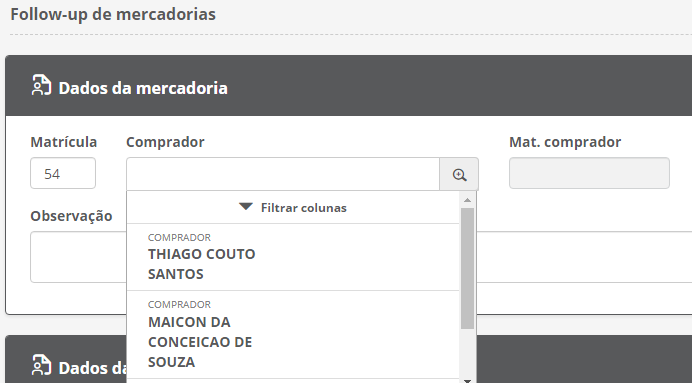 Follow-up de mercadorias
Dados da mercadoria
Matrícula Comprador Mat. comprador
54
Observação
Filtrar colunas
COMPRADOR
THIAGO COUTO
SANTOS
COMPRADOR
MAICON DA
CONCEICAO DE
SOUZA
Dados da